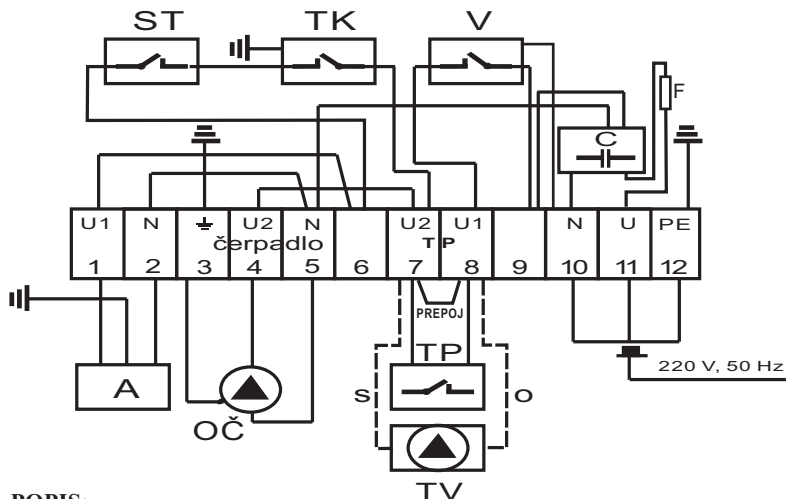 ST TK V
F
C
U1 N U2 N U2 U1 N U PE
čerpadlo TP
1 2 3 4 5 6 7 8 9 10 11 12
PREPOJ
TP
220 V, 50 Hz
A
S O
OČ
TV
POPIS: